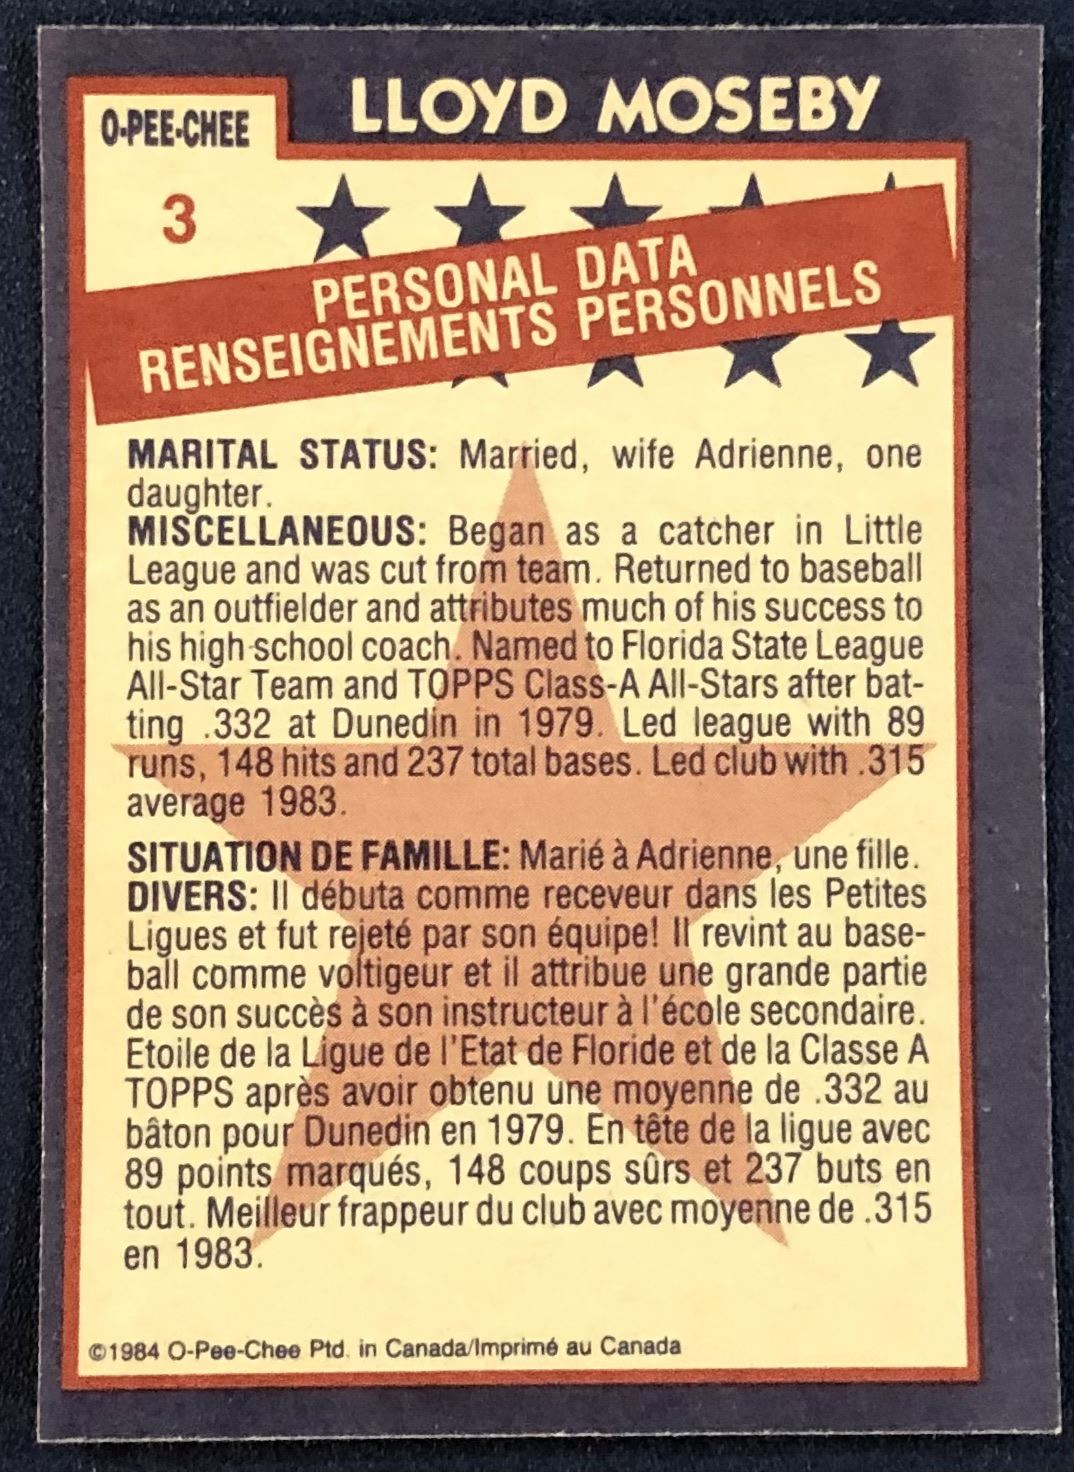 LLOYD MOSEBY
O-PEE-CHEE
3
PERSONAL DATA
RENSEIGNEMENTS PERSONNELS
MARITAL STATUS: Married, wife Adrienne, one
daughter.
MISCELLANEOUS: Began as a catcher in Little
League and was cut from team. Returned to baseball
as an outfielder and attributes much of his success to
his high school coach. Named to Florida State League
All-Star Team and TOPPS Class-A All-Stars after bat-
ting .332 at Dunedin in 1979. Led league with 89
runs, 148 hits and 237 total bases. Led club with .315
average 1983.
SITUATION DE FAMILLE: Marié à Adrienne, une fille.
DIVERS: Il débuta comme receveur dans les Petites
Ligues et fut rejeté par son équipe! Il revint au base-
ball comme voltigeur et il attribue une grande partie
de son succès à son instructeur à l'école secondaire.
Etoile de la Ligue de l'Etat de Floride et de la Classe A
TOPPS après avoir obtenu une moyenne de .332 au
bâton pour Dunedin en 1979. En tête de la ligue avec
89 points marqués, 148 coups sûrs et 237 buts en
tout. Meilleur frappeur du club avec moyenne de .315
en 1983.
©1984 O-Pee-Chee Ptd. in Canada/Imprimé au Canada